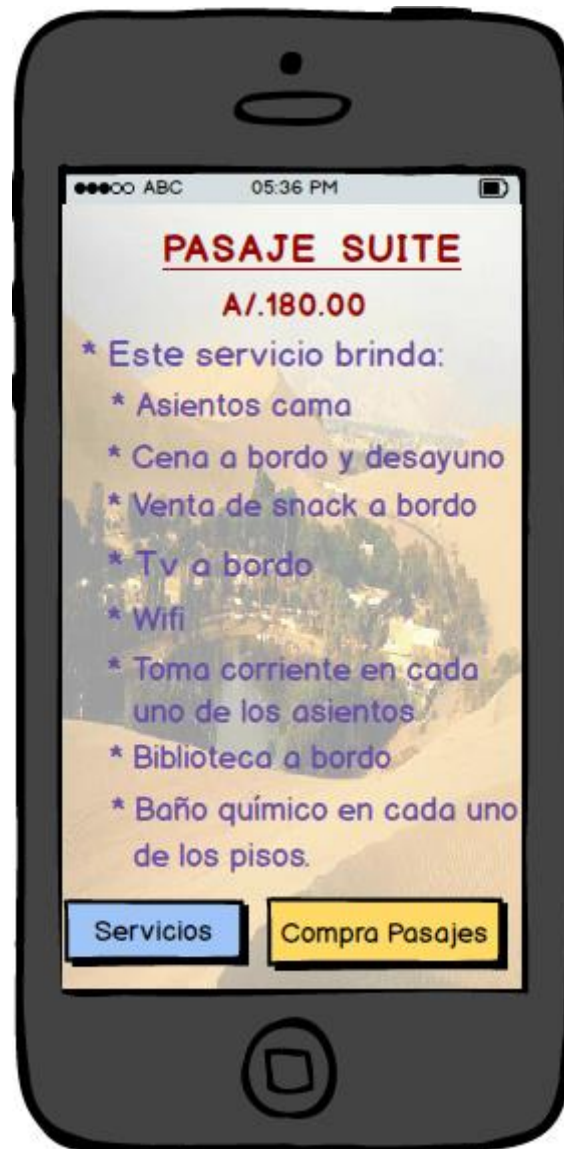 ABC 05:36 PM
PASAJE SUITE
A/.180.00
* Este servicio brinda:
* Asientos cama
* Cena a bordo y desayuno
* Venta de snack a bordo
* Tv a bordo
* Wifi
* Toma corriente en cada
uno de los asientos
* Biblioteca a bordo
* Baño químico en cada uno
de los pisos.
Servicios Compra Pasajes